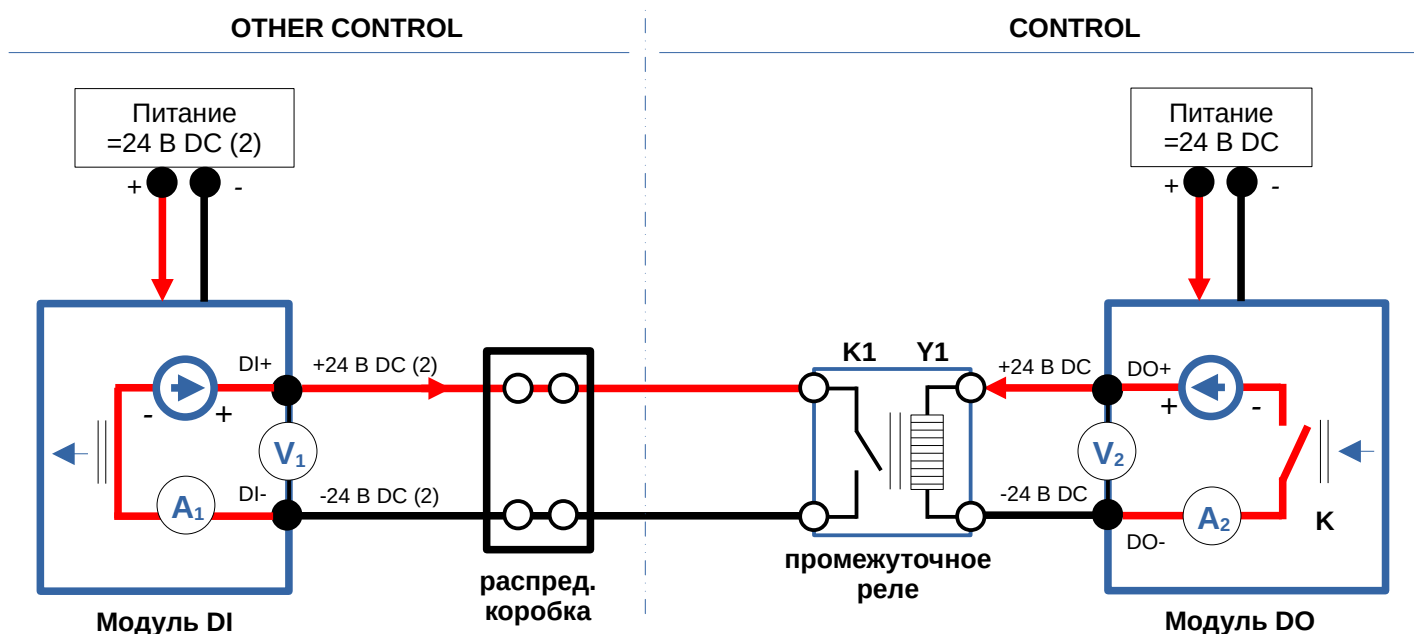 OTHER CONTROL
CONTROL
Питание
=24 В DC (2)
+
-
Питание
=24 В DC
+
-
DI+
+24 В DC (2)
-
+
V1
A1
DI-
-24 В DC (2)
распред.
коробка
Модуль DI
K1
Y1
+24 В DC
DO+
+
-
V2
-24 В DC
A2
DO-
K
промежуточное
реле
Модуль DO